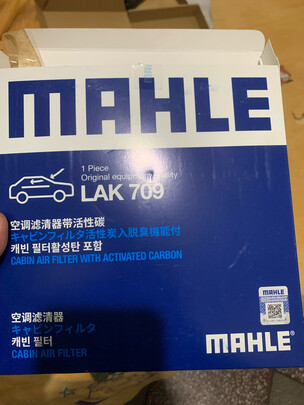 MAHLE
1 Piece
Original equipment quality
LAK 709
空调滤清器带活性碳
キャビンフィルタ活性炭入脱臭機能付
캐빈 필터활성탄 포함
CABIN AIR FILTER WITH ACTIVATED CARBON
空调滤清器
キャビンフィルタ
캐빈 필터
CABIN AIR FILTER
MAHLE
MAHLE